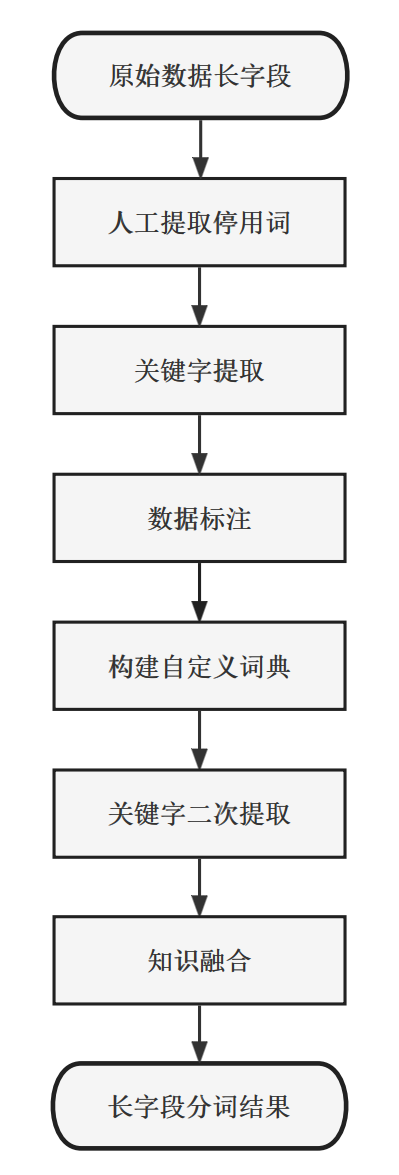 原始数据长字段
人工提取停用词
关键字提取
数据标注
构建自定义词典
关键字二次提取
知识融合
长字段分词结果